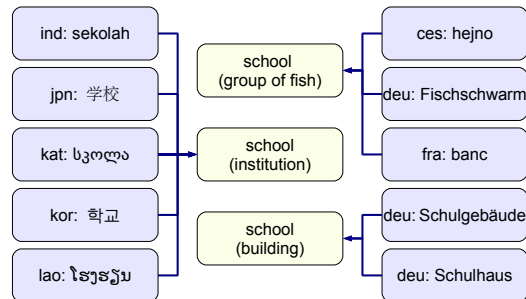 ind: sekolah
jpn: 学校
kat: სკოლა
kor: 학교
lao: ໂຮງຮຽນ
school
(group of fish)
school
(institution)
school
(building)
ces: hejno
deu: Fischschwarm
fra: banc
deu: Schulgebäude
deu: Schulhaus